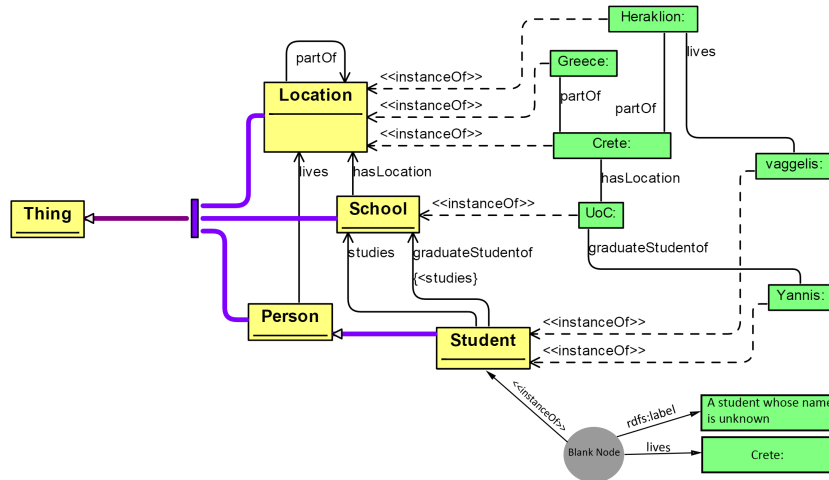 Heraklion:
partOf
lives
<<instanceOf>>
Greece:
Location
<<instanceOf>>
partOf
partOf
<<instanceOf>>
Crete:
vaggelis:
lives
hasLocation
hasLocation
Thing
School
<<instanceOf>>
UoC:
studies
graduateStudentof
graduateStudentof
{<studies}
Yannis:
Person
<<instanceOf>>
Student
<<instanceOf>>
<<instanceOf>>
rdfs:label
A student whose name
is unknown
Blank Node
lives
Crete: